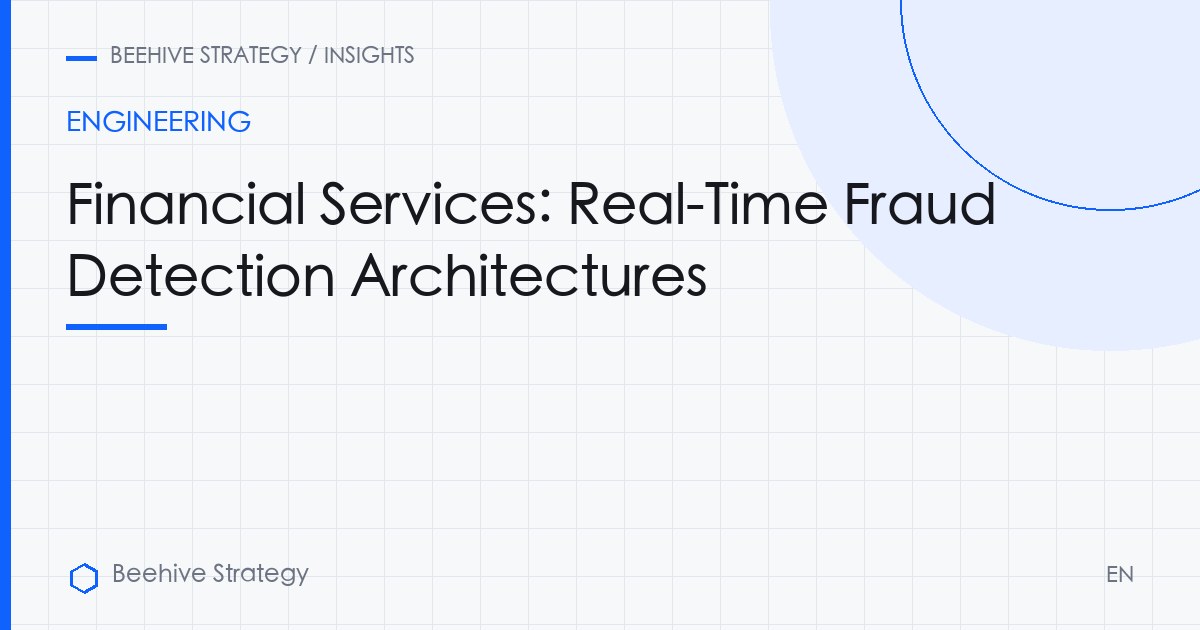 BEEHIVE STRATEGY / INSIGHTS
ENGINEERING
Financial Services: Real-Time Fraud
Detection Architectures
Beehive Strategy
EN